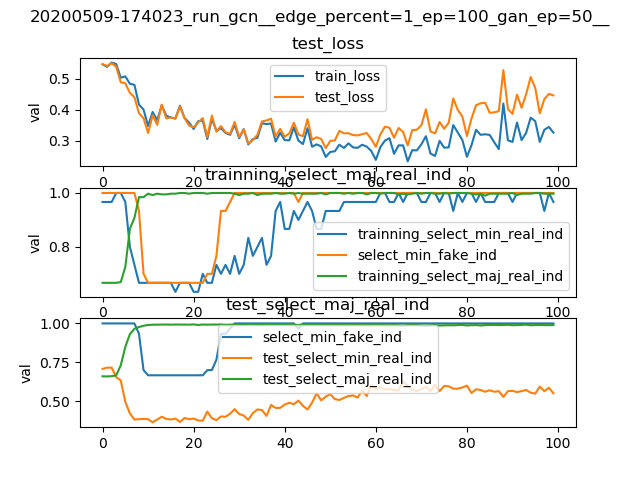 20200509-174023_run_gcn__edge_percent=1_ep=100_gan_ep=50__
test_loss
0.5
0.4
0.3
val
train_loss
test_loss
0 20 40 60 80 100
trainning_select_maj_real_ind
1.0
0.8
val
trainning_select_min_real_ind
select_min_fake_ind
trainning_select_maj_real_ind
0 20 40 60 80 100
test_select_maj_real_ind
1.00
0.75
0.50
val
select_min_fake_ind
test_select_min_real_ind
test_select_maj_real_ind
0 20 40 60 80 100